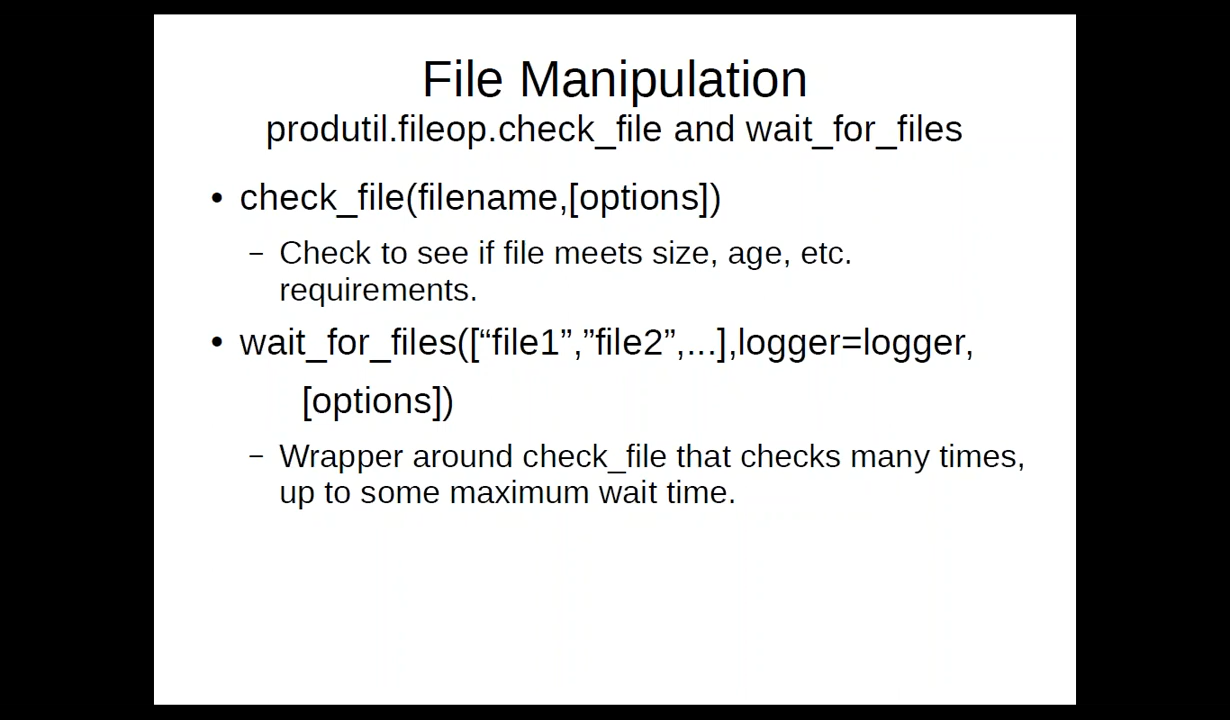 File Manipulation
produtil.fileop.check_file and wait_for_files
• check_file(filename,[options])
– Check to see if file meets size, age, etc.
requirements.
• wait_for_files([“file1”,”file2”,...],logger=logger,
[options])
– Wrapper around check_file that checks many times,
up to some maximum wait time.